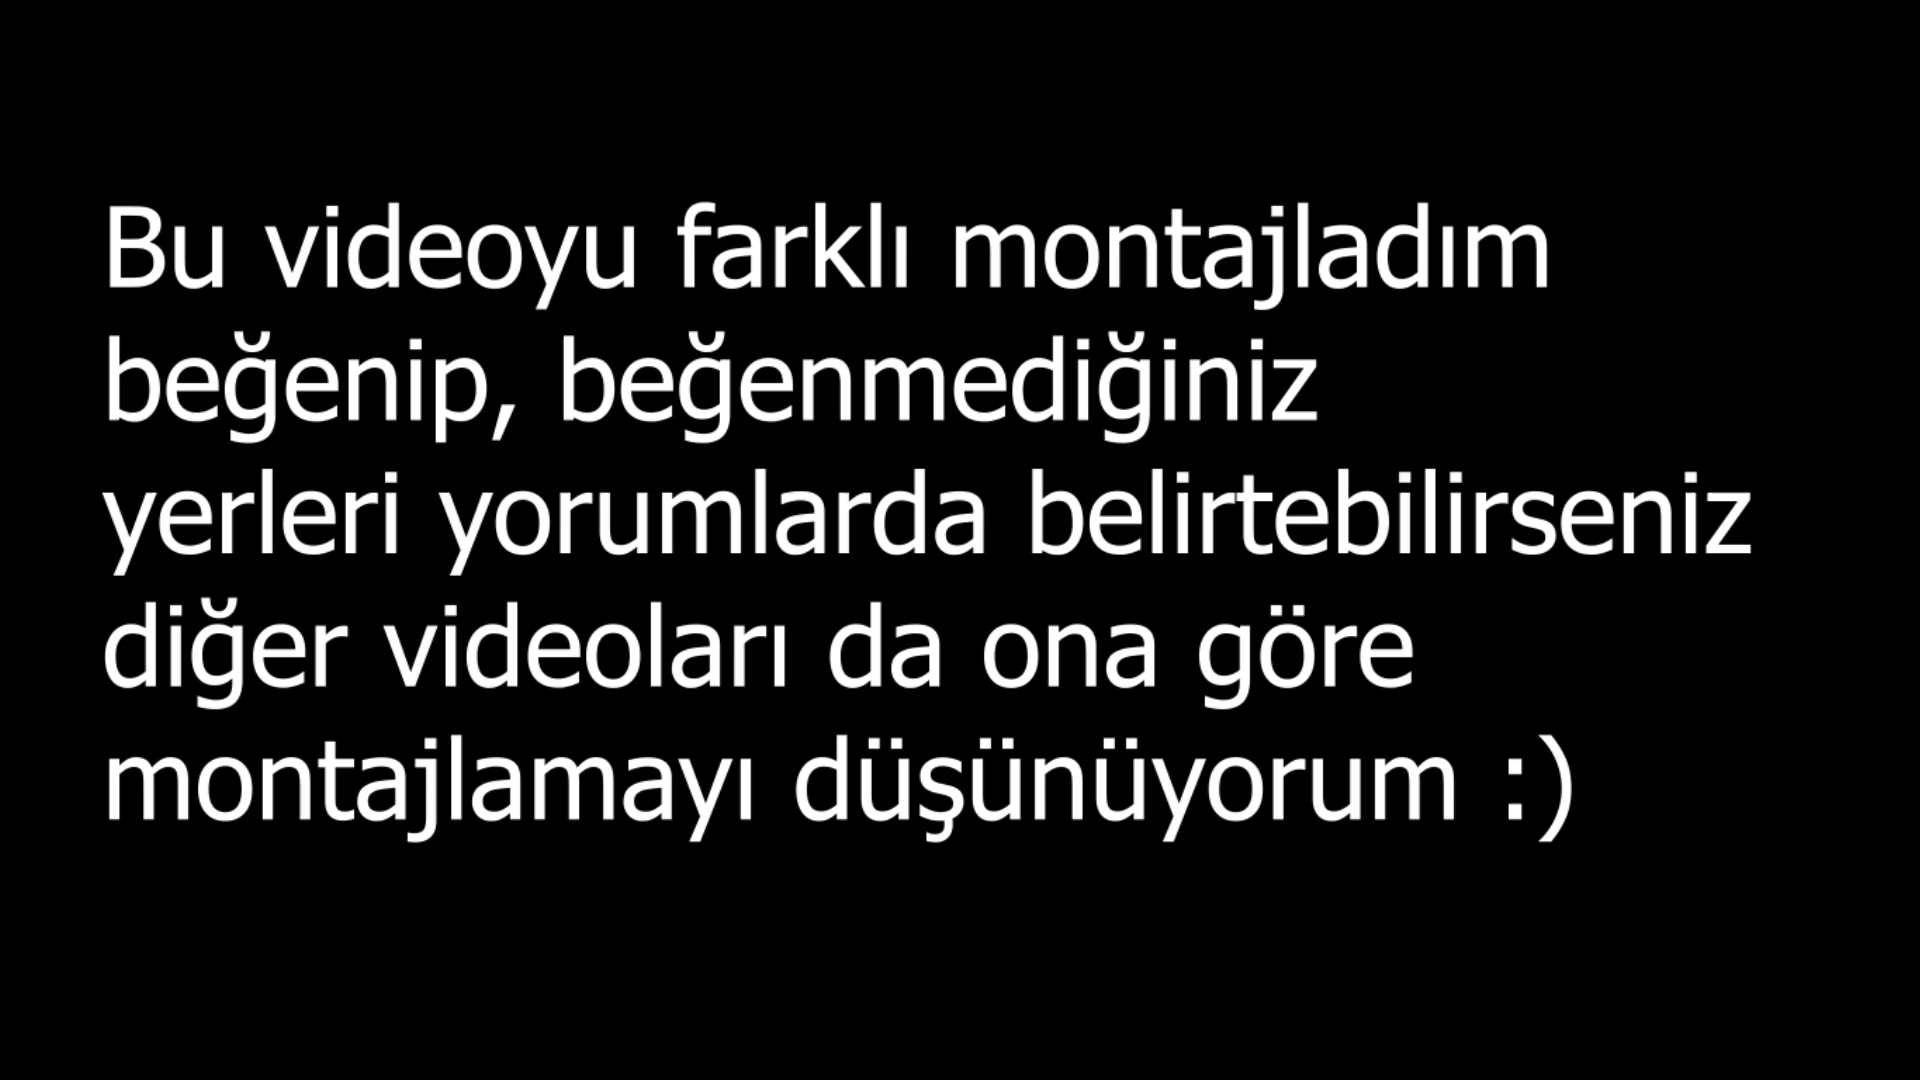 Bu videoyu farklı montajladım
beğenip, beğenmediğiniz
yerleri yorumlarda belirtebilirseniz
diğer videoları da ona göre
montajlamayı düşünüyorum :)